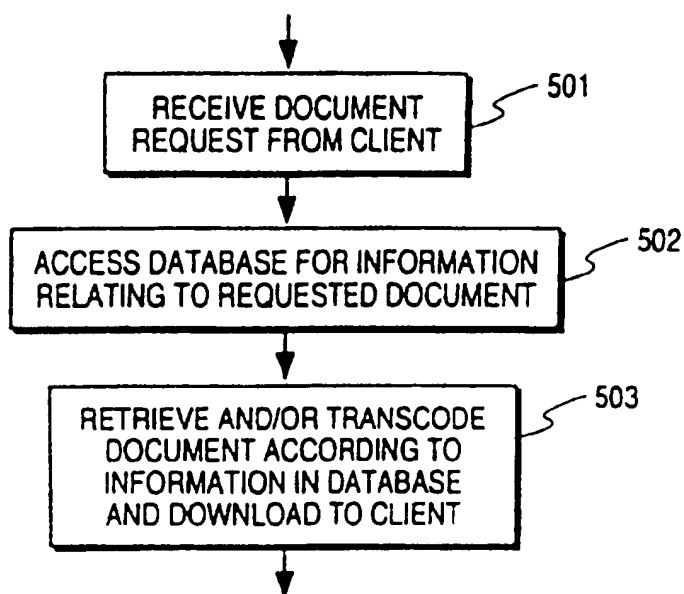 RECEIVE DOCUMENT
REQUEST FROM CLIENT
501
ACCESS DATABASE FOR INFORMATION
RELATING TO REQUESTED DOCUMENT
502
RETRIEVE AND/OR TRANSCODE
DOCUMENT ACCORDING TO
INFORMATION IN DATABASE
AND DOWNLOAD TO CLIENT
503